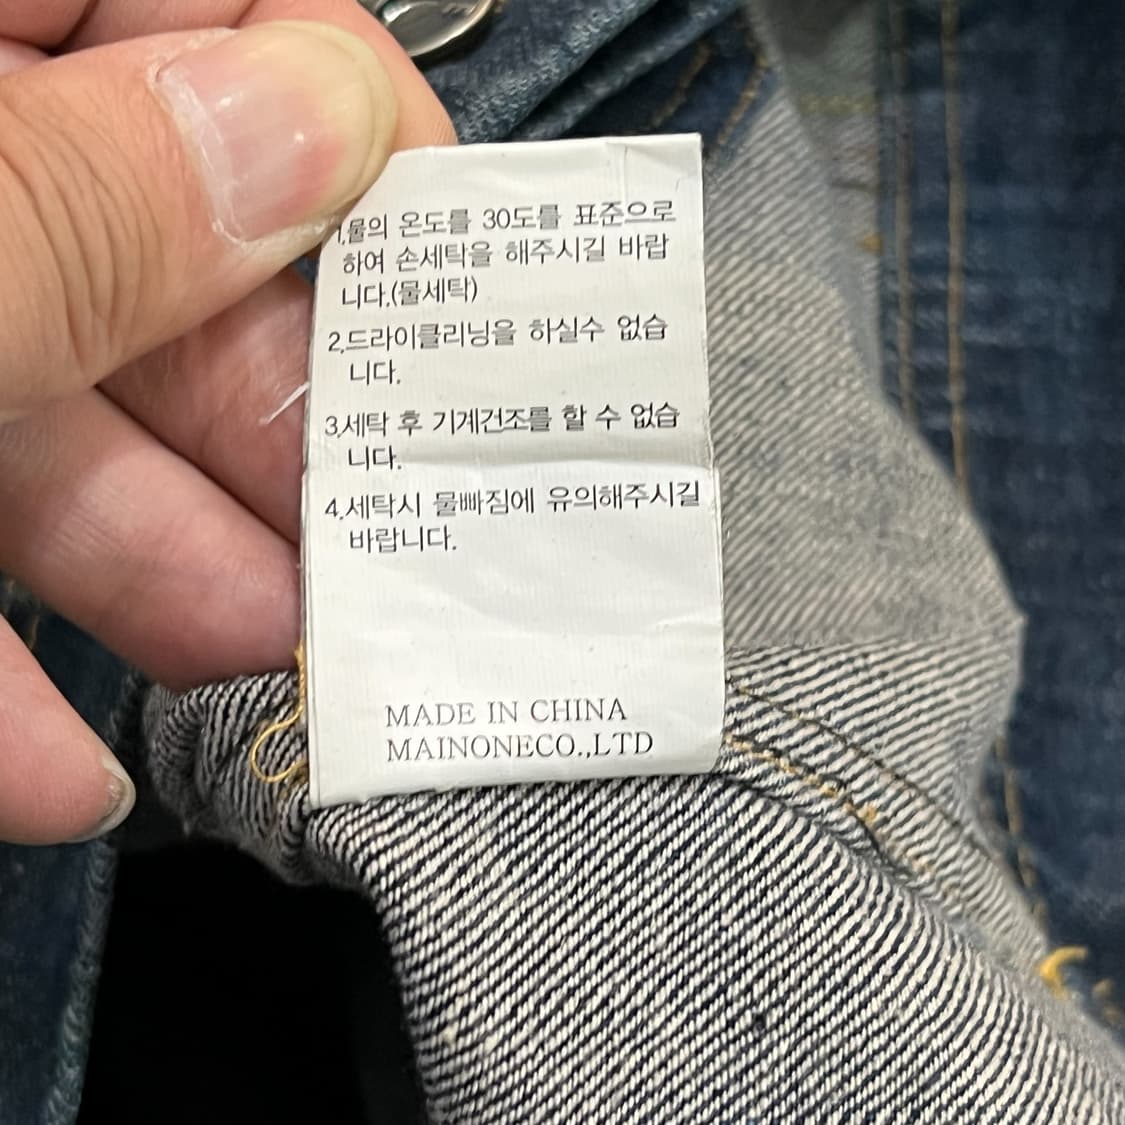 1.물의 온도를 30도를 표준으로
하여 손세탁을 해주시길 바랍
니다.(물세탁)
2.드라이클리닝을 하실수 없습
니다.
3.세탁 후 기계건조를 할 수 없습
니다.
4.세탁시 물빠짐에 유의해주시길
바랍니다.
MADE IN CHINA
MAINONECO.,LTD